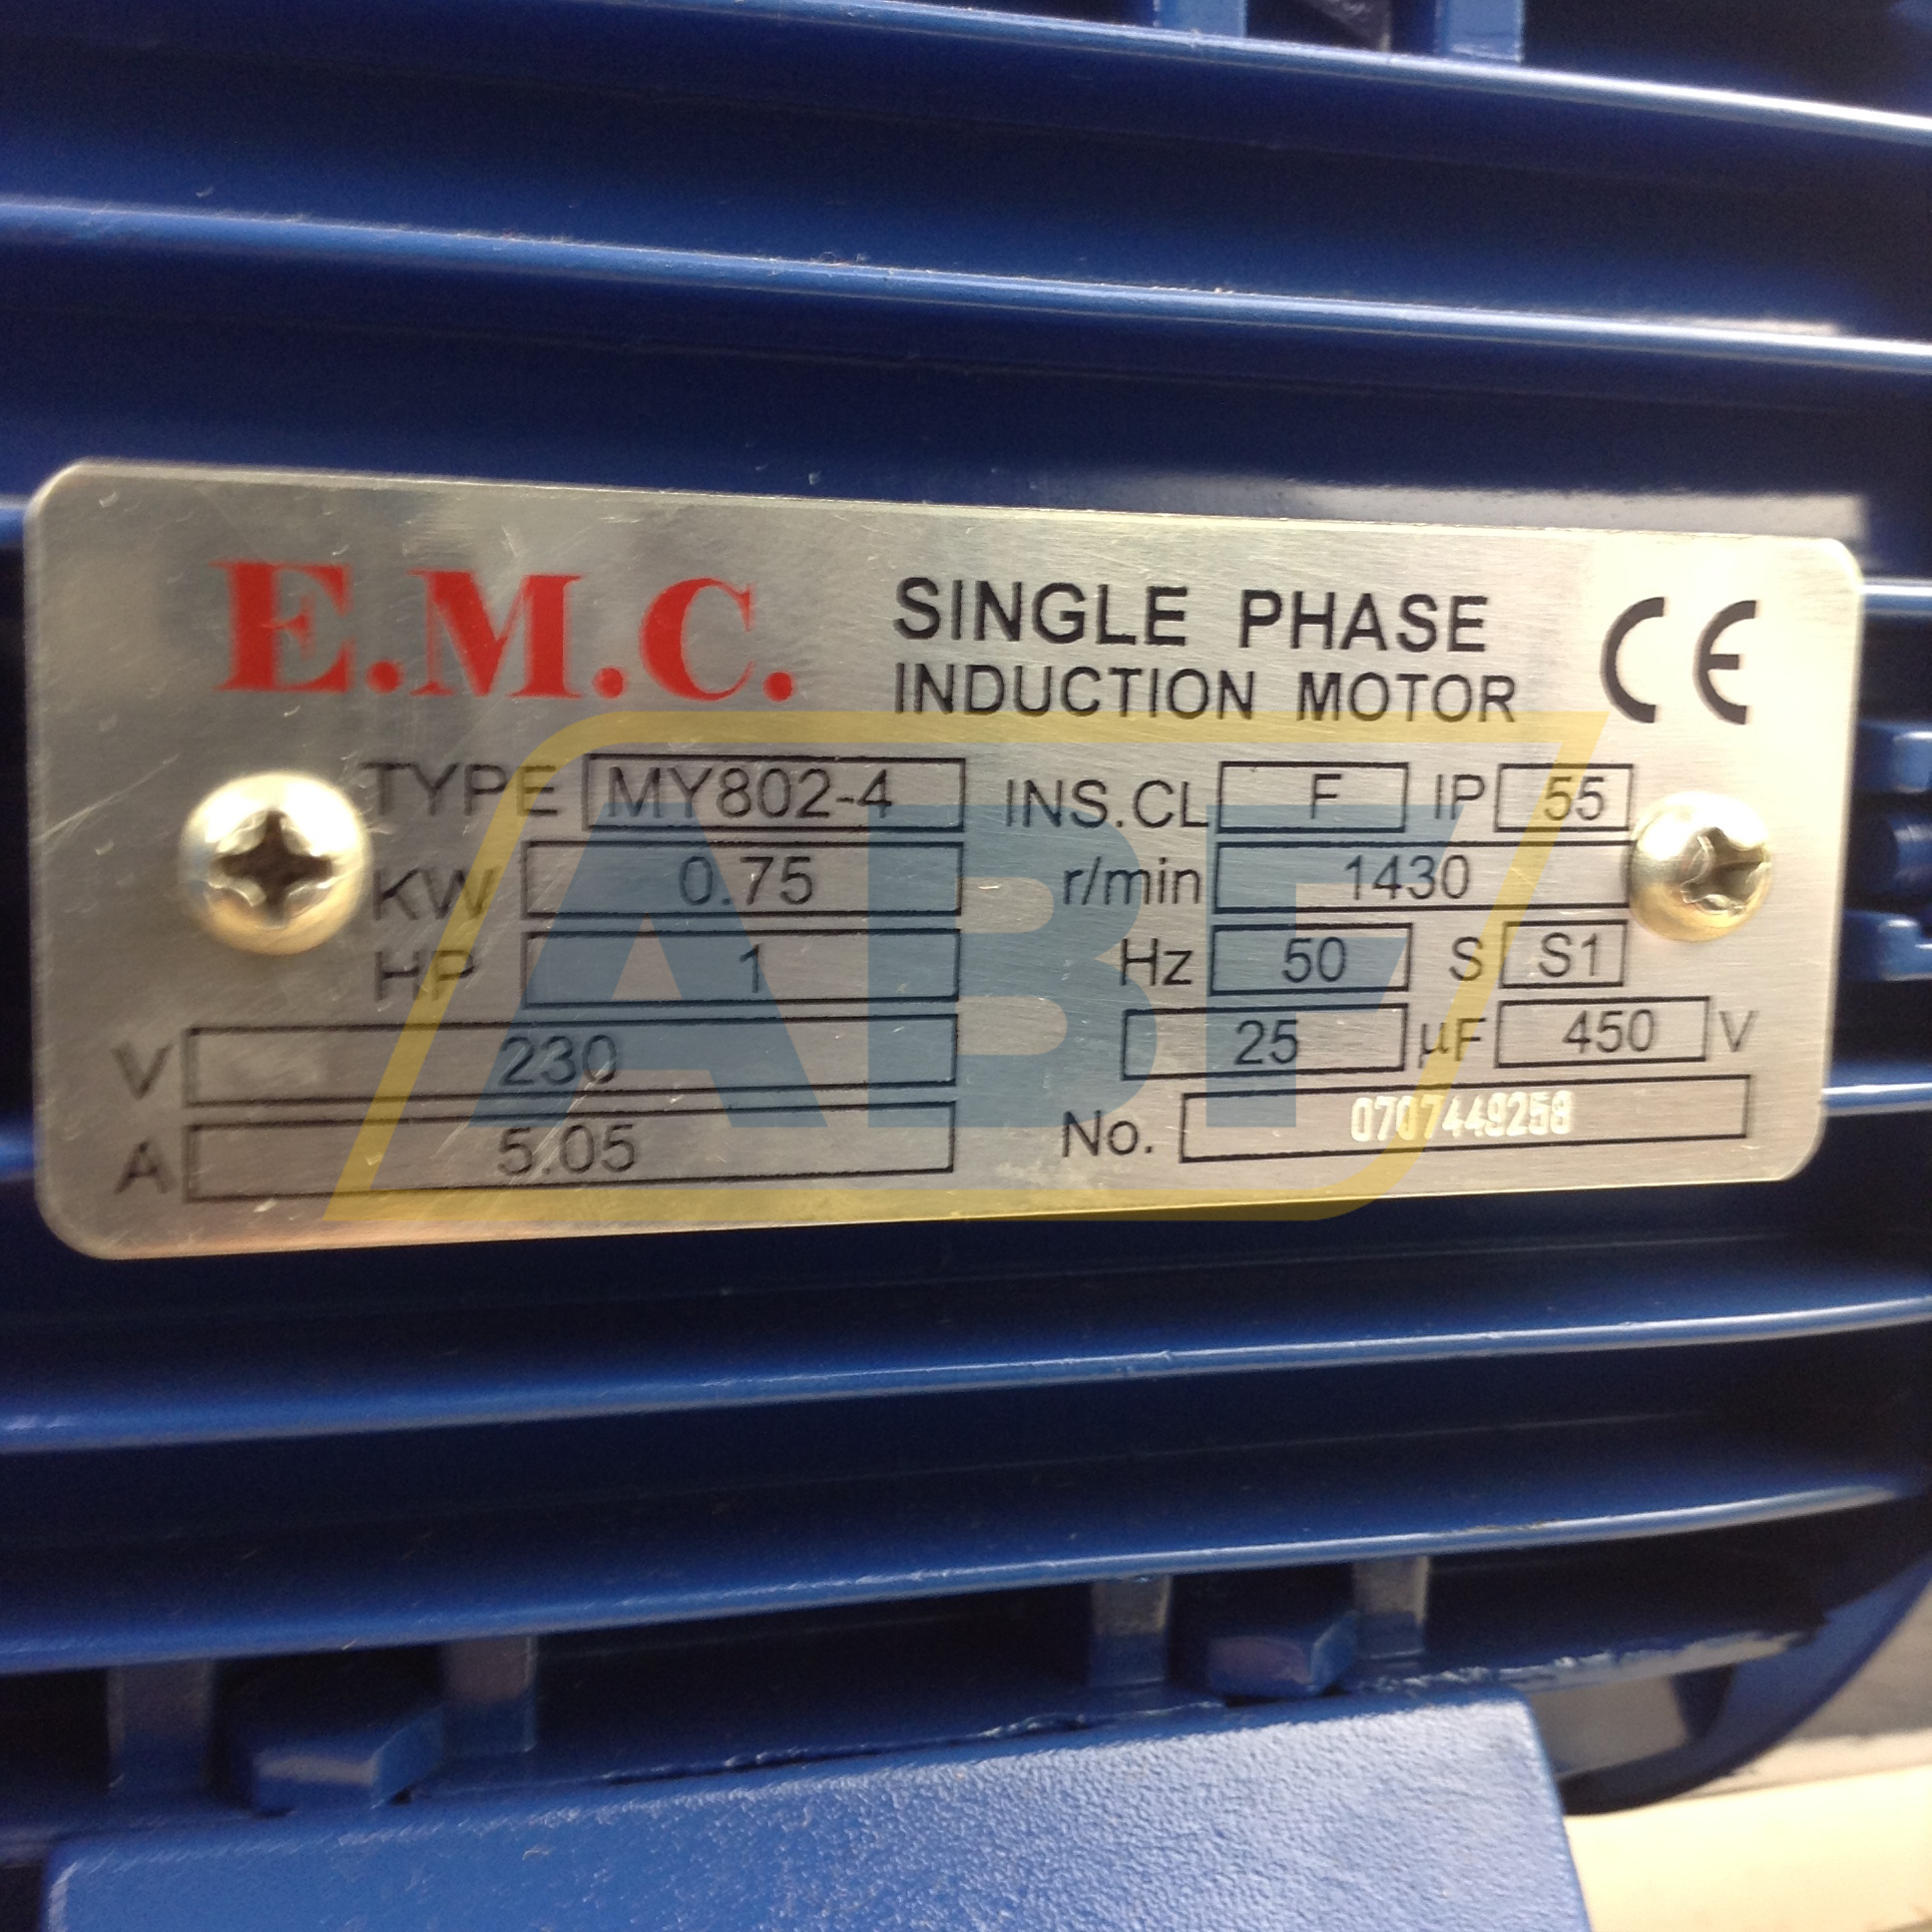 E.M.C. SINGLE PHASE CE
INDUCTION MOTOR
TYPE MY802-4 INS.CL F IP 55
KW 0.75 r/min 1430
HP 1 Hz 50 S S1
V 230 25 µF 450 V
A 5.05 No. 0707449258
ABF